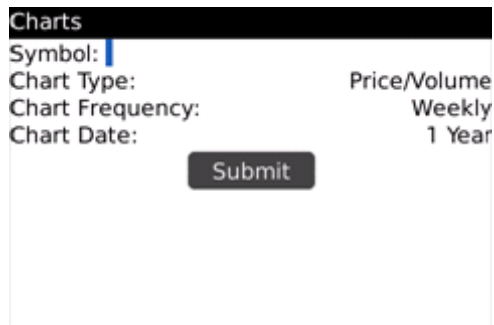 Charts
Symbol:
Chart Type: Price/Volume
Chart Frequency: Weekly
Chart Date: 1 Year
Submit